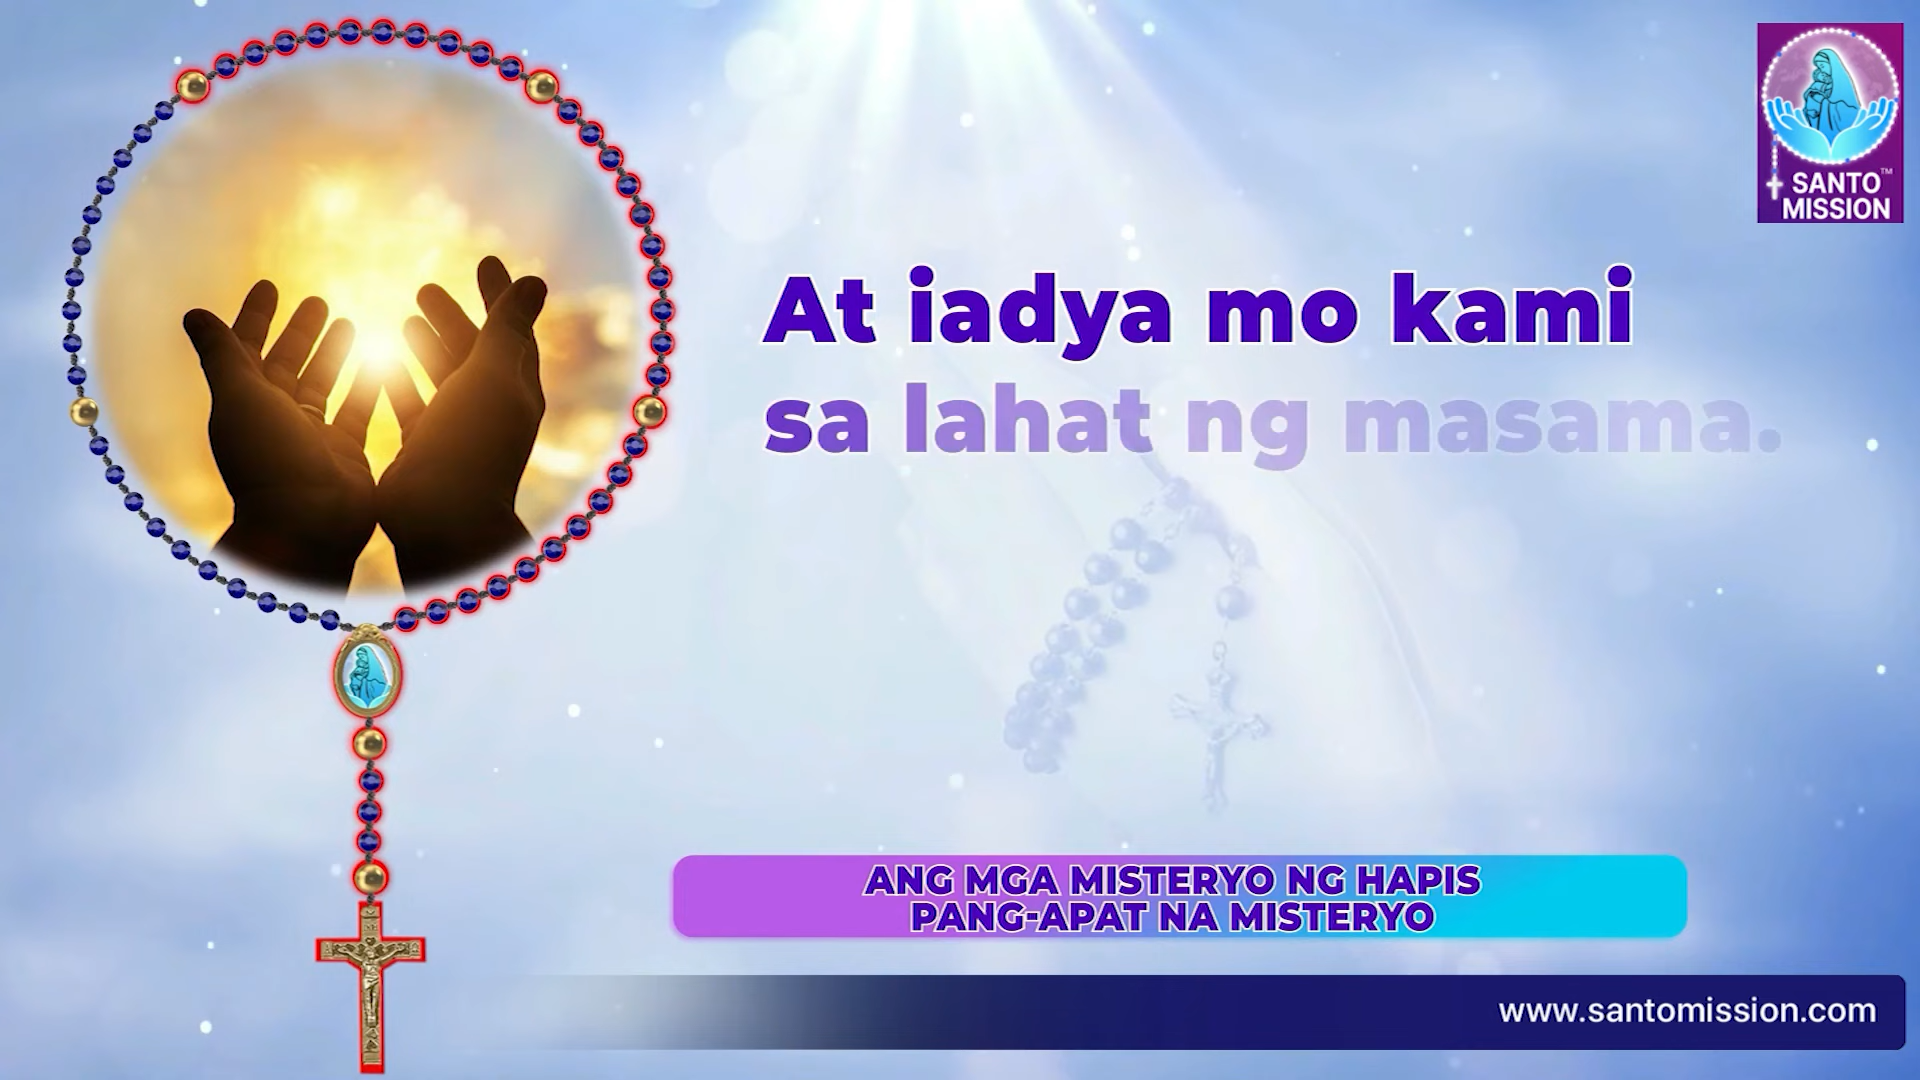 SANTO™
MISSION
At iadya mo kami
sa lahat ng masama.
ANG MGA MISTERYO NG HAPIS
PANG-APAT NA MISTERYO
www.santomission.com